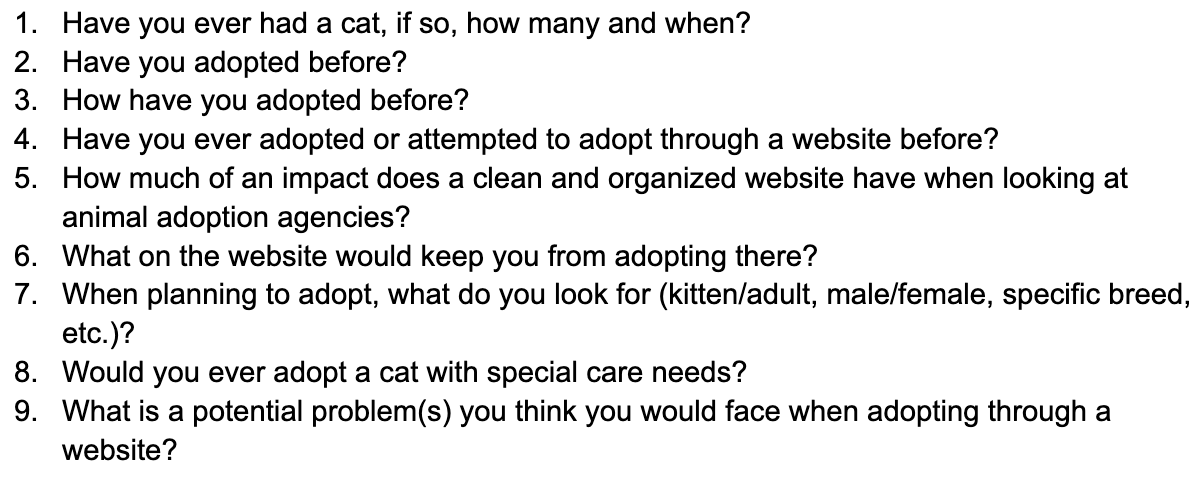 1. Have you ever had a cat, if so, how many and when?
2. Have you adopted before?
3. How have you adopted before?
4. Have you ever adopted or attempted to adopt through a website before?
5. How much of an impact does a clean and organized website have when looking at
animal adoption agencies?
6. What on the website would keep you from adopting there?
7. When planning to adopt, what do you look for (kitten/adult, male/female, specific breed,
etc.)?
8. Would you ever adopt a cat with special care needs?
9. What is a potential problem(s) you think you would face when adopting through a
website?